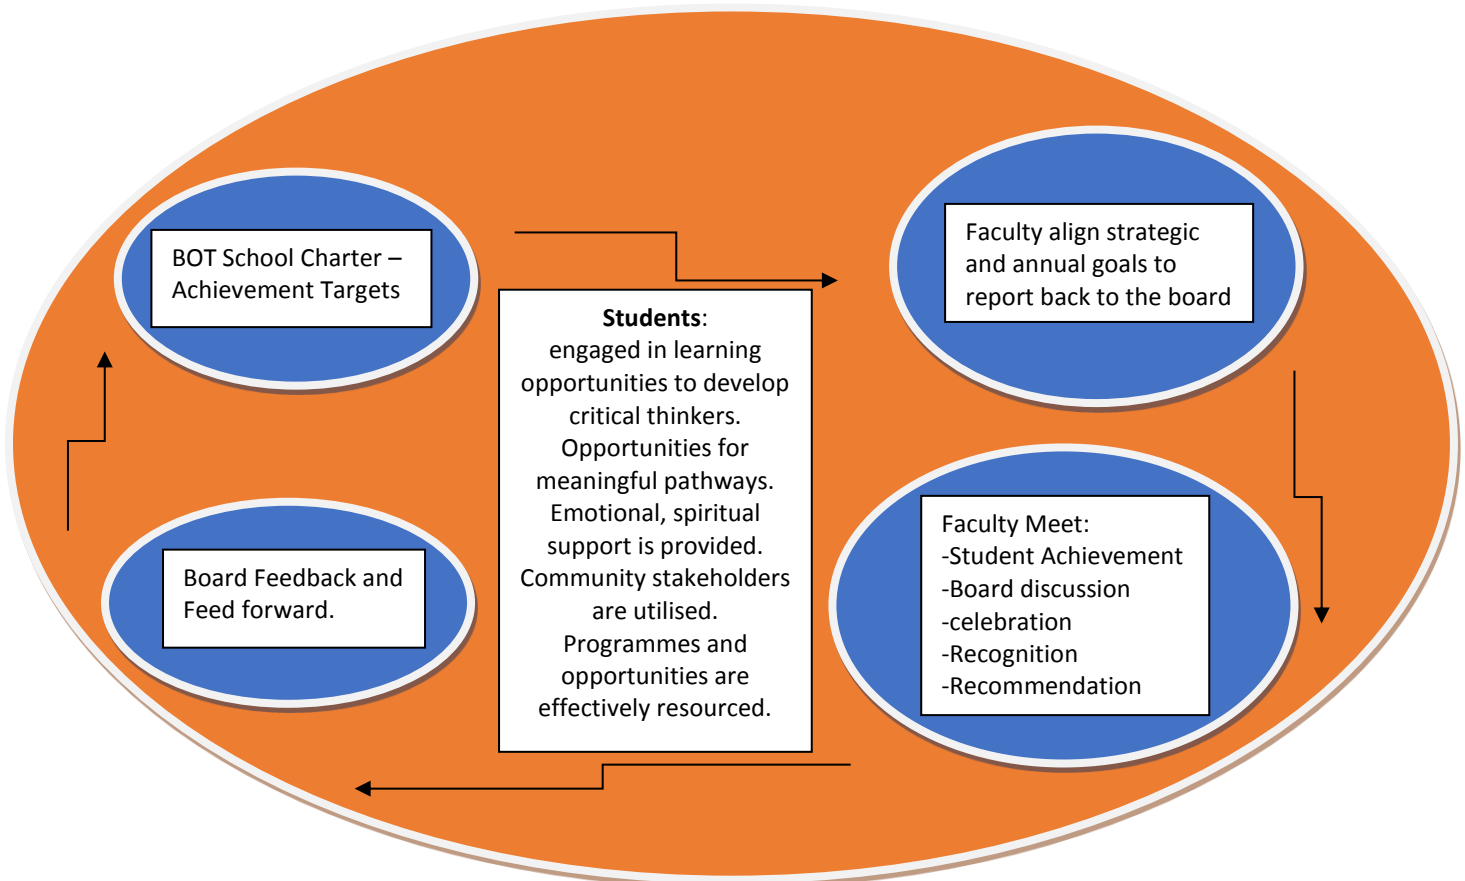 BOT School Charter –
Achievement Targets
Faculty align strategic
and annual goals to
report back to the board
Students:
engaged in learning
opportunities to develop
critical thinkers.
Opportunities for
meaningful pathways.
Emotional, spiritual
support is provided.
Community stakeholders
are utilised.
Programmes and
opportunities are
effectively resourced.
Faculty Meet:
-Student Achievement
-Board discussion
-celebration
-Recognition
-Recommendation
Board Feedback and
Feed forward.